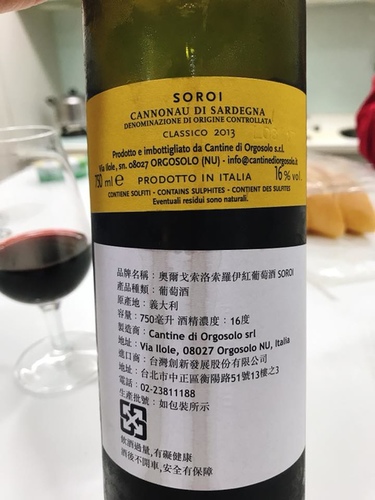 SOROI
CANNONAU DI SARDEGNA
DENOMINAZIONE DI ORIGINE CONTROLLATA
CLASSICO 2013
Prodotto e imbottigliato da Cantine di Orgosolo s.r.l.
Via Ilole, sn. 08027 ORGOSOLO (NU) - info@cantinediorgosolo.it
750 ml e PRODOTTO IN ITALIA 16% vol.
CONTIENE SOLFITI - CONTAINS SULPHITES - CONTIENT DES SULFITES
Eventuali residui sono naturali.
品牌名稱：奧爾戈索洛索羅伊紅葡萄酒 SOROI
產品種類：葡萄酒
原產地：義大利
容量：750毫升 酒精濃度：16度
製造商：Cantine di Orgosolo srl
地址：Via Ilole, 08027 Orgosolo NU, Italia
進口商：台灣創新發展股份有限公司
地址：台北市中正區衡陽路51號13樓之3
電話：02-23811188
生產批號：如包裝所示
飲酒過量,有礙健康
酒後不開車,安全有保障